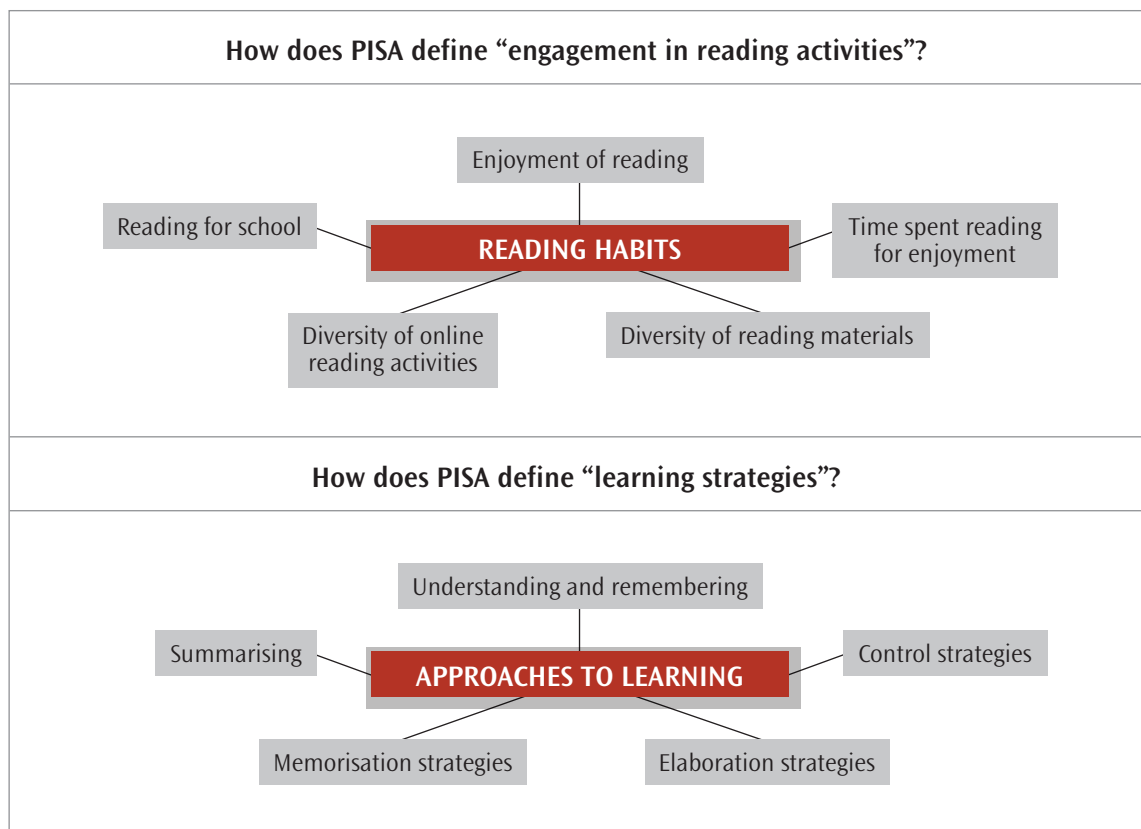 How does PISA define “engagement in reading activities”?
Enjoyment of reading
Reading for school
READING HABITS
Time spent reading
for enjoyment
Diversity of online
reading activities
Diversity of reading materials
How does PISA define “learning strategies”?
Understanding and remembering
Summarising
APPROACHES TO LEARNING
Control strategies
Memorisation strategies
Elaboration strategies